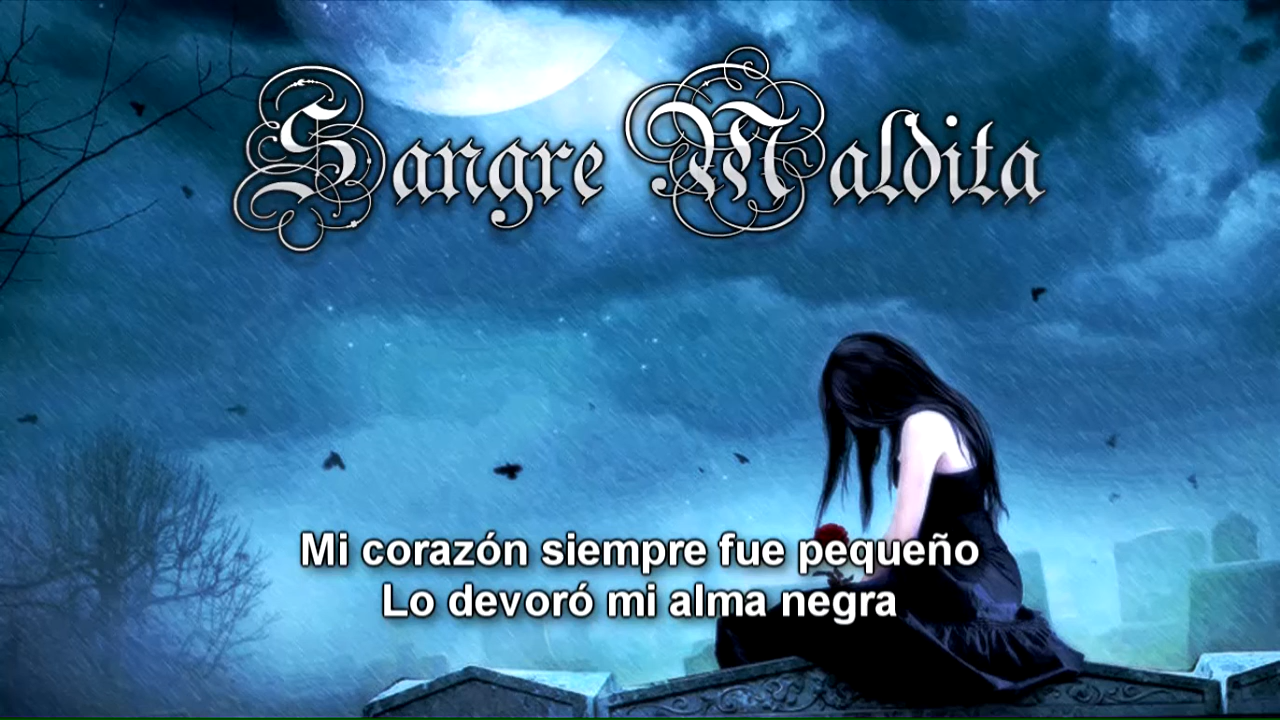 Sangre Maldita
Mi corazón siempre fue pequeño
Lo devoró mi alma negra